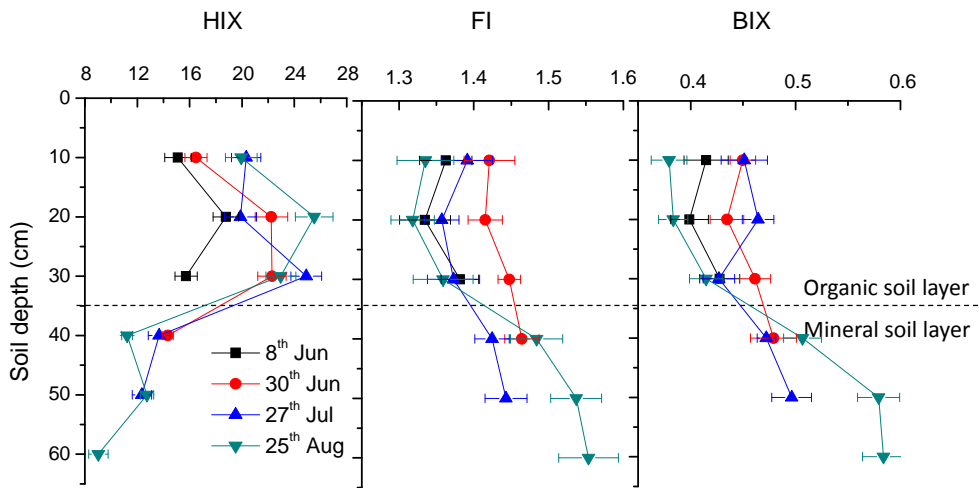 HIX FI BIX
8 12 16 20 24 28 1.3 1.4 1.5 1.6 0.4 0.5 0.6
0
10
20
30
40
50
60
Soil depth (cm)
Organic soil layer
Mineral soil layer
8th Jun
30th Jun
27th Jul
25th Aug